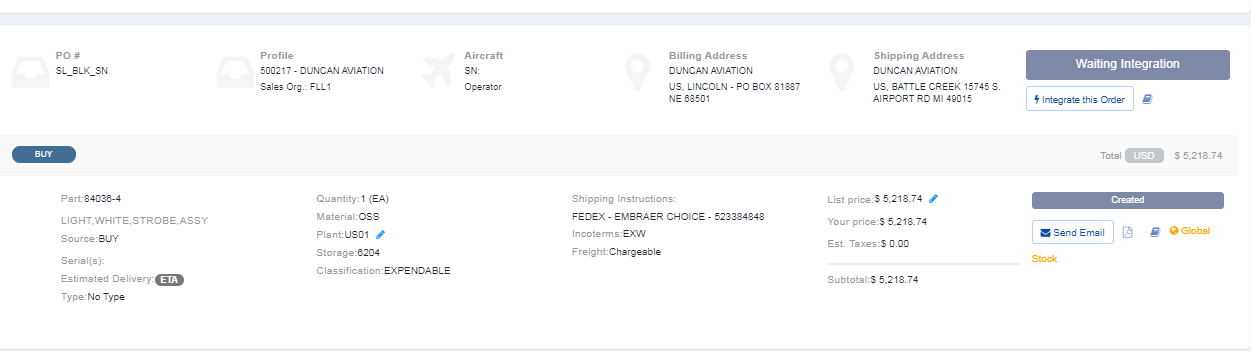 PO #
SL_BLK_SN
Profile
500217 - DUNCAN AVIATION
Sales Org.: FLL1
Aircraft
SN:
Operator
Billing Address
DUNCAN AVIATION
US, LINCOLN - PO BOX 81887
NE 68501
Shipping Address
DUNCAN AVIATION
US, BATTLE CREEK 15745 S.
AIRPORT RD MI 49015
Waiting Integration
Integrate this Order
BUY
Total USD $ 5,218.74
Part:84036-4
LIGHT,WHITE,STROBE,ASSY
Source:BUY
Serial(s):
Estimated Delivery: ETA
Type:No Type
Quantity:1 (EA)
Material:OSS
Plant:US01
Storage:6204
Classification:EXPENDABLE
Shipping Instructions:
FEDEX - EMBRAER CHOICE - 523384848
Incoterms:EXW
Freight:Chargeable
List price:$ 5,218.74
Your price:$ 5,218.74
Est. Taxes:$ 0.00
Subtotal:$ 5,218.74
Created
Send Email
Global
Stock